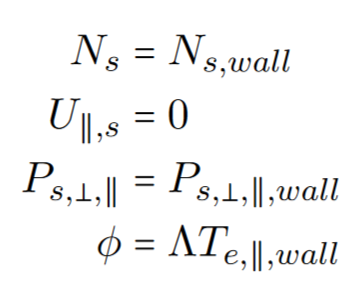 N_s = N_{s,wall}
U_{∥,s} = 0
P_{s,⊥,∥} = P_{s,⊥,∥,wall}
ϕ = ΛT_{e,∥,wall}